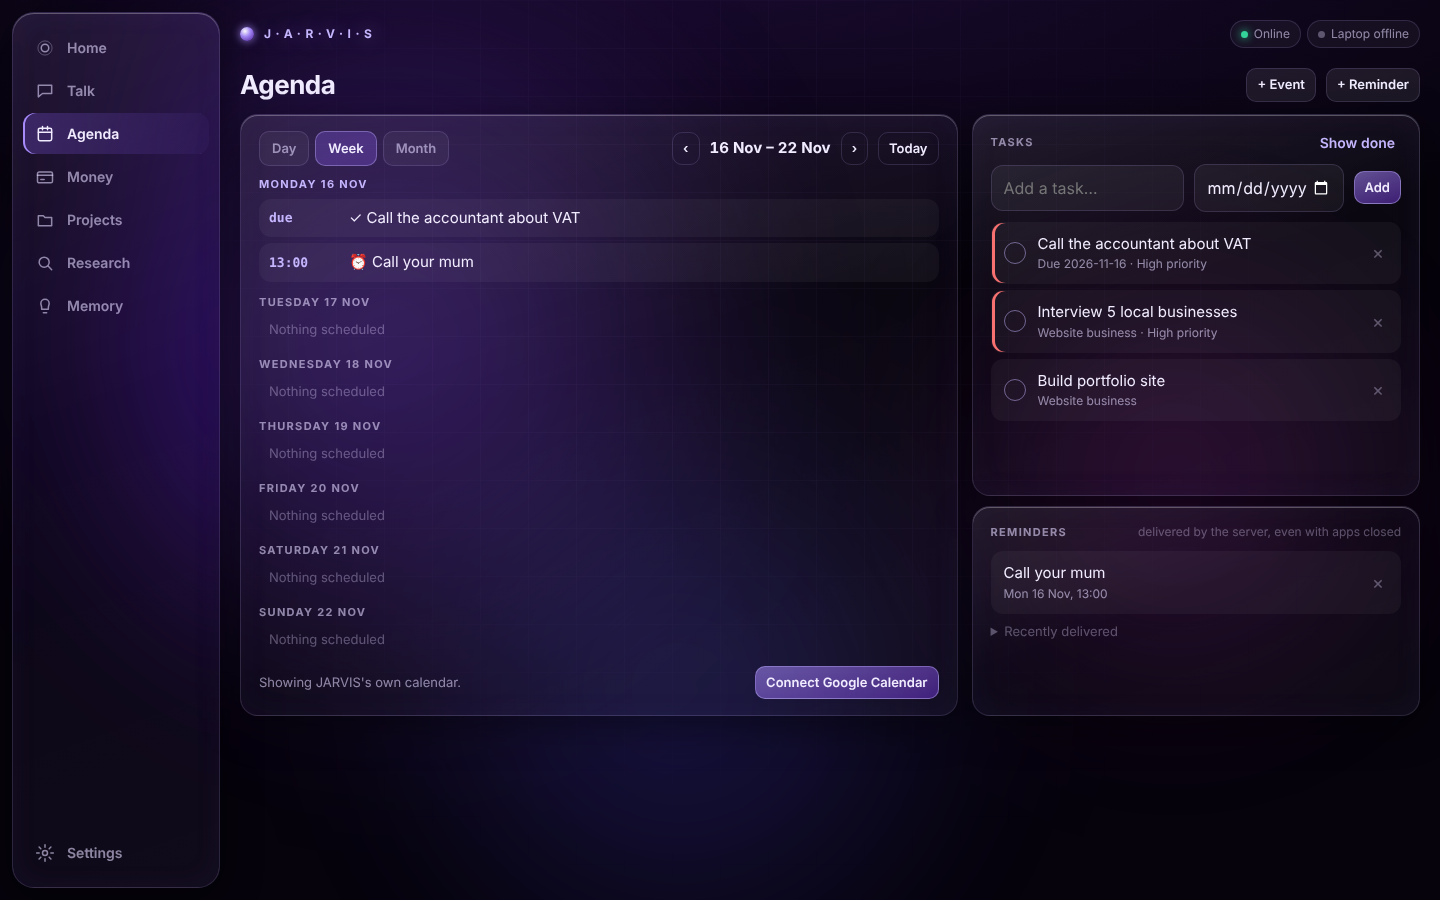 Home
Talk
Agenda
Money
Projects
Research
Memory
Settings
J·A·R·V·I·S
Online
Laptop offline
Agenda
+ Event
+ Reminder
Day
Week
Month
‹
16 Nov – 22 Nov
›
Today
MONDAY 16 NOV
due ✓ Call the accountant about VAT
13:00 ⏰ Call your mum
TUESDAY 17 NOV
Nothing scheduled
WEDNESDAY 18 NOV
Nothing scheduled
THURSDAY 19 NOV
Nothing scheduled
FRIDAY 20 NOV
Nothing scheduled
SATURDAY 21 NOV
Nothing scheduled
SUNDAY 22 NOV
Nothing scheduled
Showing JARVIS's own calendar.
Connect Google Calendar
TASKS
Show done
Add a task...
mm/dd/yyyy
Add
Call the accountant about VAT
Due 2026-11-16 · High priority
×
Interview 5 local businesses
Website business · High priority
×
Build portfolio site
Website business
×
REMINDERS
delivered by the server, even with apps closed
Call your mum
Mon 16 Nov, 13:00
×
▶ Recently delivered